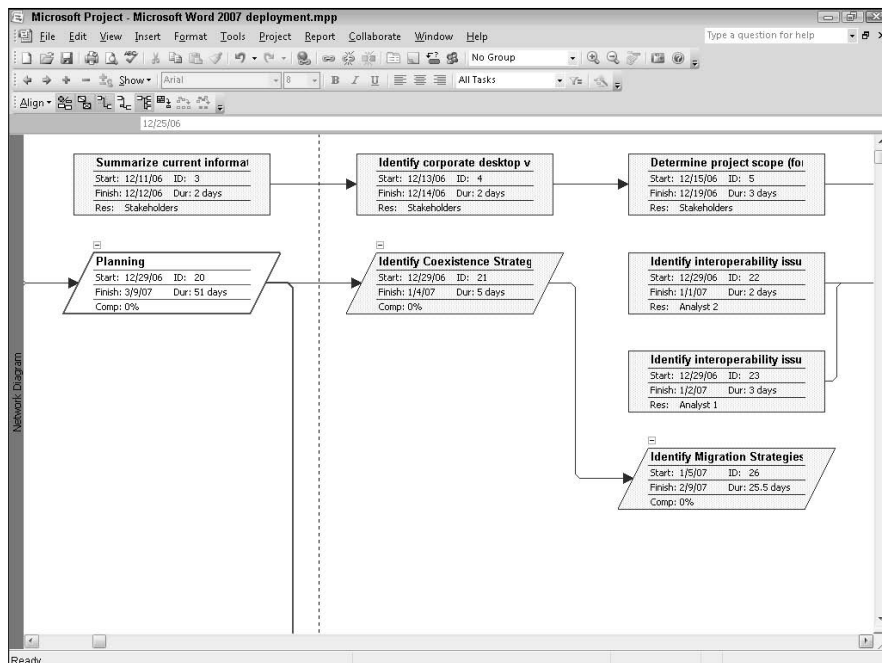 Microsoft Project - Microsoft Word 2007 deployment.mpp
File Edit View Insert Format Tools Project Report Collaborate Window Help Type a question for help
No Group
Show Arial 8 B I U All Tasks
Align
12/25/06
Summarize current informat
Start: 12/11/06 ID: 3
Finish: 12/12/06 Dur: 2 days
Res: Stakeholders
Identify corporate desktop v
Start: 12/13/06 ID: 4
Finish: 12/14/06 Dur: 2 days
Res: Stakeholders
Determine project scope (fo
Start: 12/15/06 ID: 5
Finish: 12/19/06 Dur: 3 days
Res: Stakeholders
Planning
Start: 12/29/06 ID: 20
Finish: 3/9/07 Dur: 51 days
Comp: 0%
Identify Coexistence Strateg
Start: 12/29/06 ID: 21
Finish: 1/4/07 Dur: 5 days
Comp: 0%
Identify interoperability issu
Start: 12/29/06 ID: 22
Finish: 1/1/07 Dur: 2 days
Res: Analyst 2
Identify interoperability issu
Start: 12/29/06 ID: 23
Finish: 1/2/07 Dur: 3 days
Res: Analyst 1
Identify Migration Strategies
Start: 1/5/07 ID: 26
Finish: 2/9/07 Dur: 25.5 days
Comp: 0%
Network Diagram
Ready